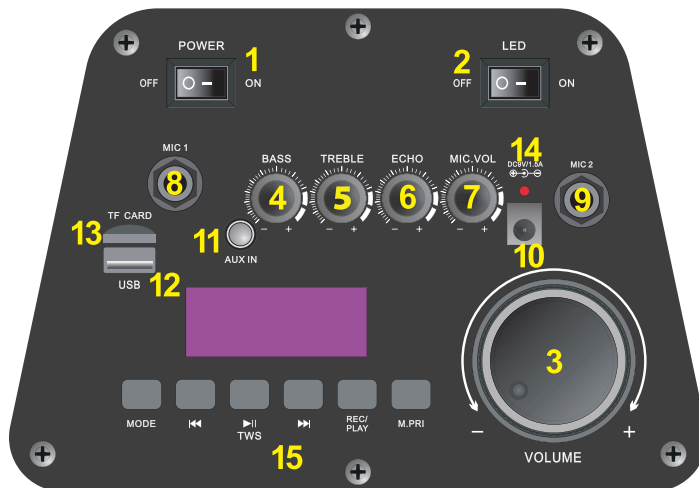 POWER
1
OFF
ON
2
LED
OFF
ON
MIC 1
8
BASS
4
- +
TREBLE
5
- +
ECHO
6
- +
MIC.VOL
7
- +
14
DC9V/1.5A
10
MIC 2
9
TF CARD
13
USB
12
11
AUX IN
3
- +
VOLUME
MODE
TWS
REC/
PLAY
M.PRI
15